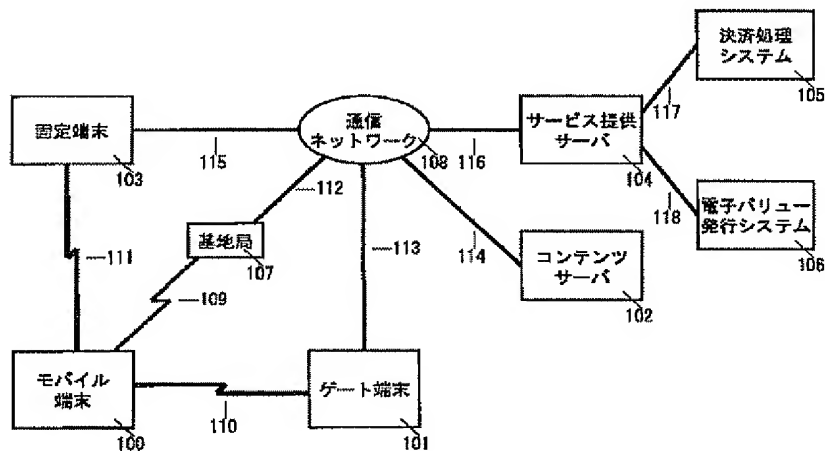 決済処理
システム
105
117
固定端末
103
115
通信
ネットワーク
108
116
サービス提供
サーバ
104
112
118
電子バリュー
発行システム
106
基地局
107
111
113
114
コンテンツ
サーバ
102
109
モバイル
端末
100
110
ゲート端末
101